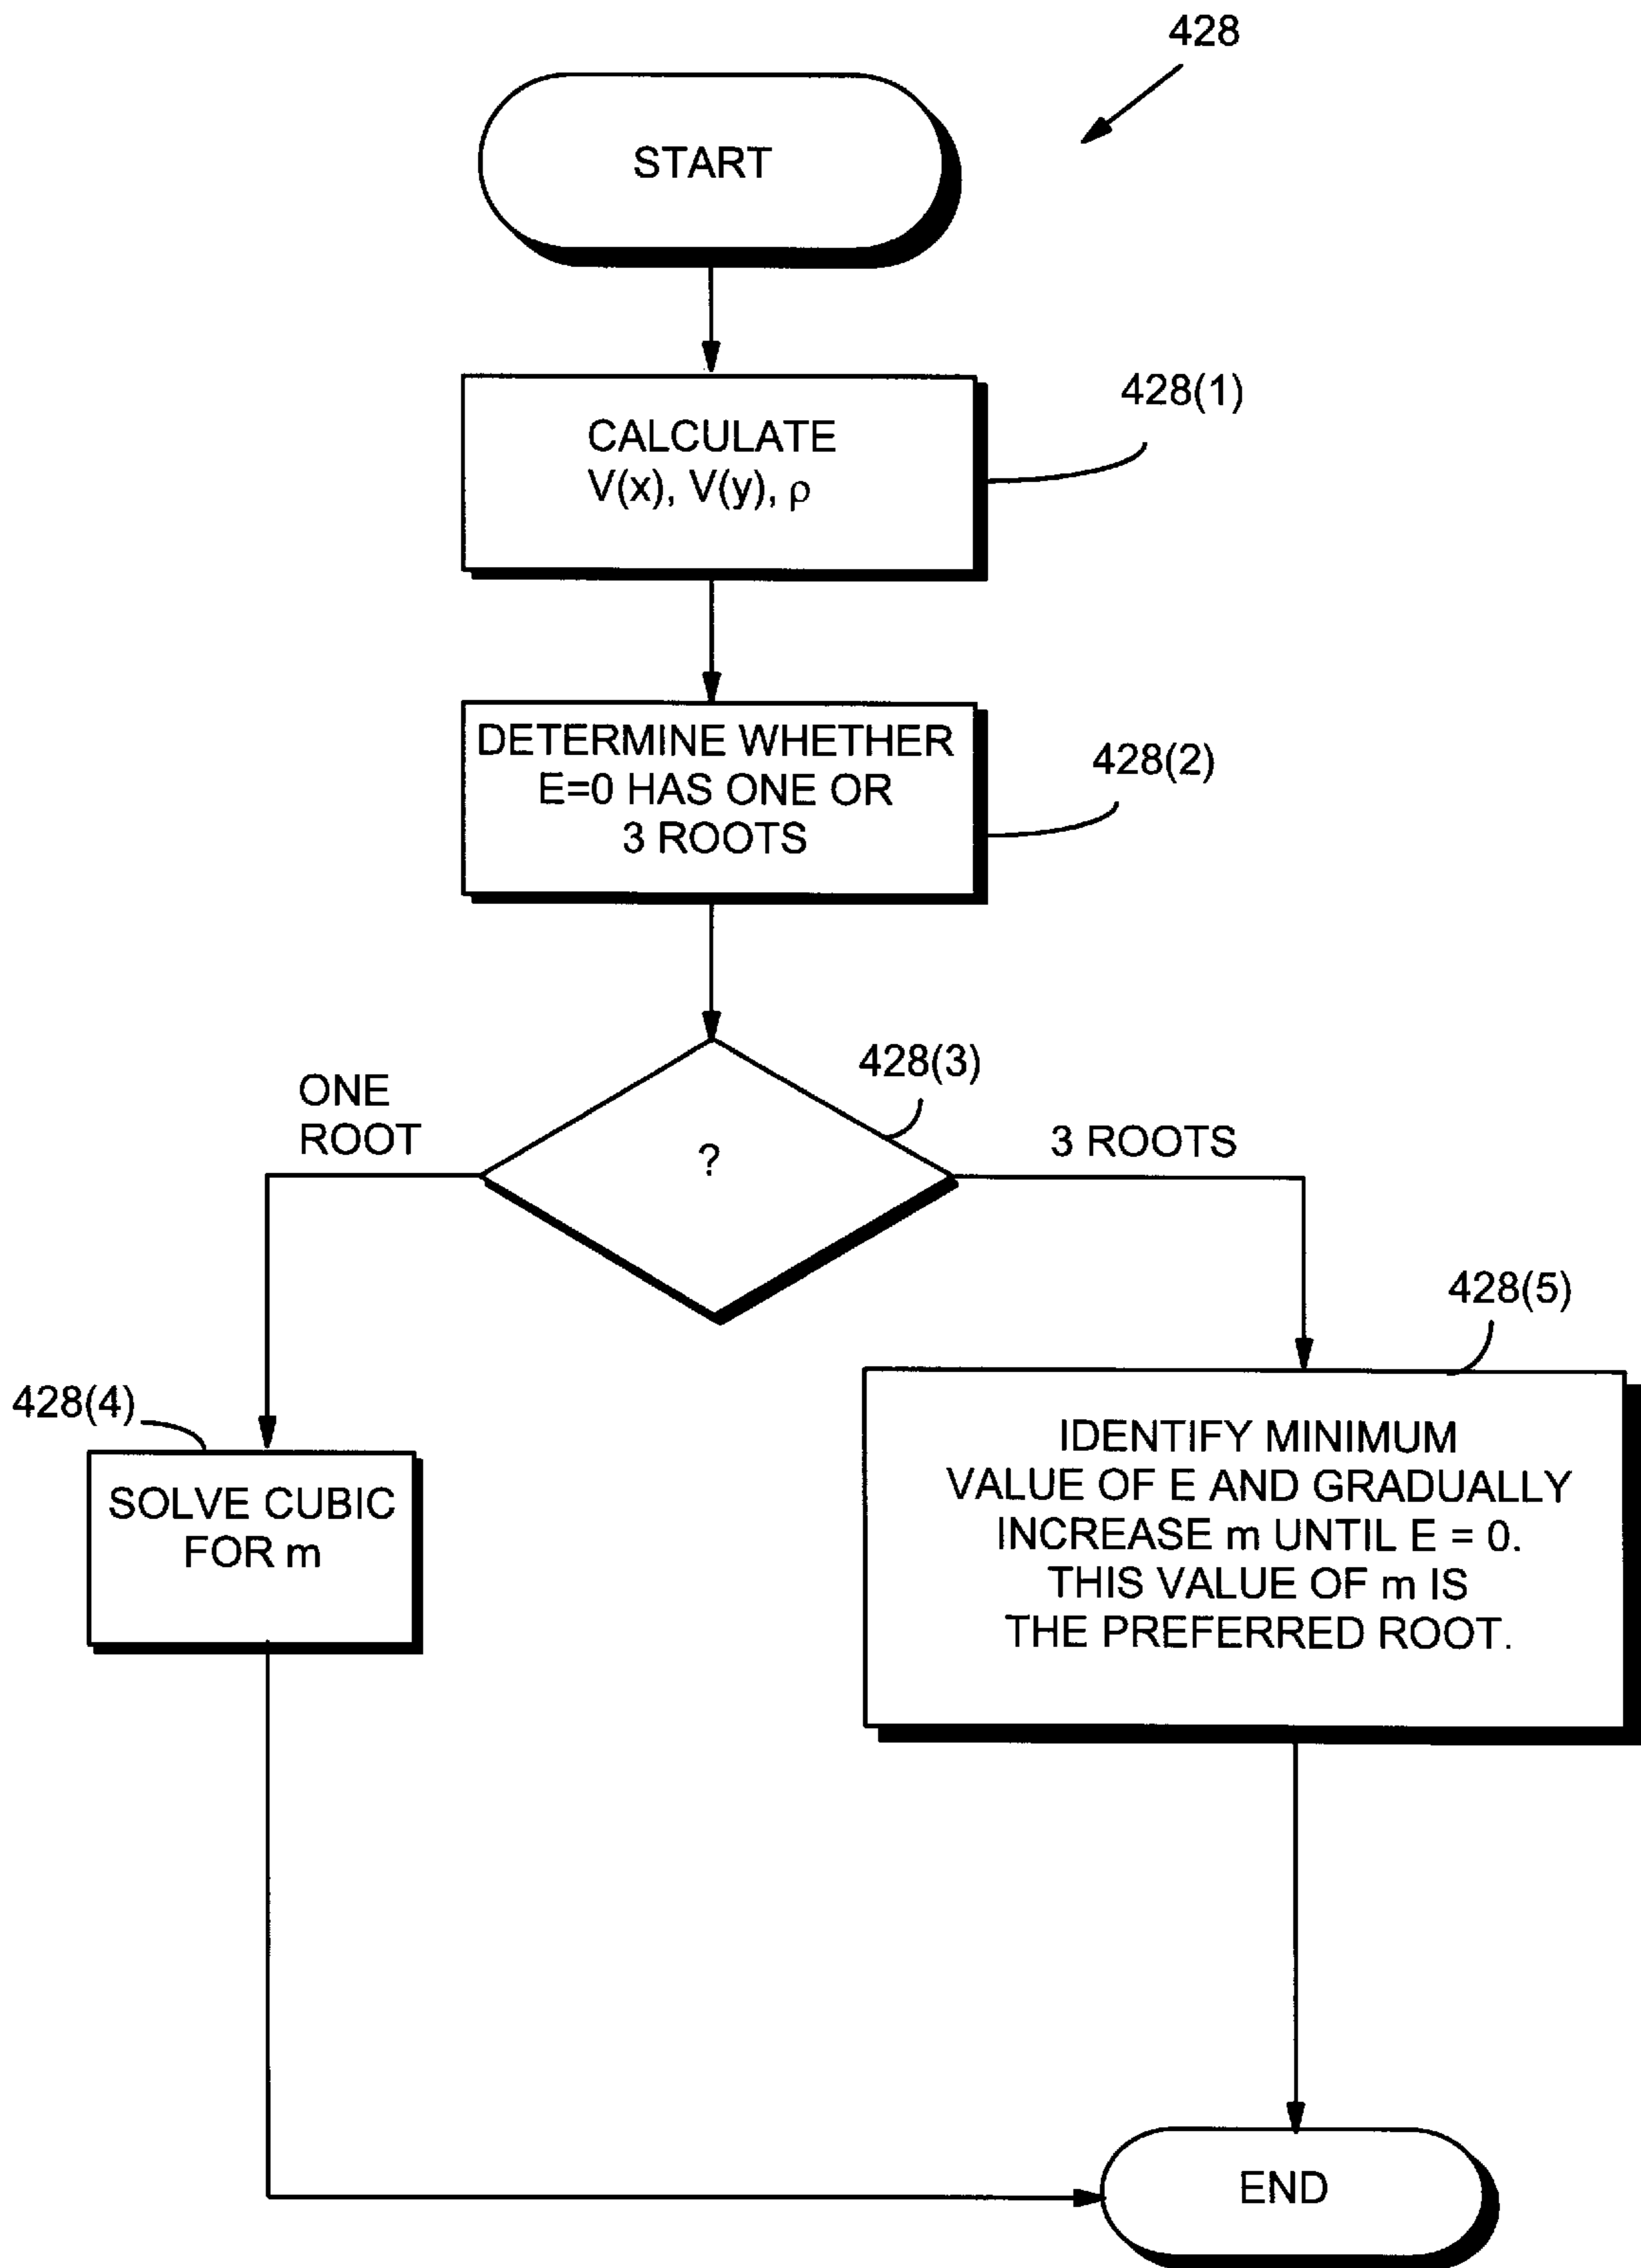 428
START
428(1)
CALCULATE
V(x), V(y), ρ
DETERMINE WHETHER
E=0 HAS ONE OR
3 ROOTS
428(2)
428(3)
ONE
ROOT
?
3 ROOTS
428(5)
428(4)
SOLVE CUBIC
FOR m
IDENTIFY MINIMUM
VALUE OF E AND GRADUALLY
INCREASE m UNTIL E = 0.
THIS VALUE OF m IS
THE PREFERRED ROOT.
END